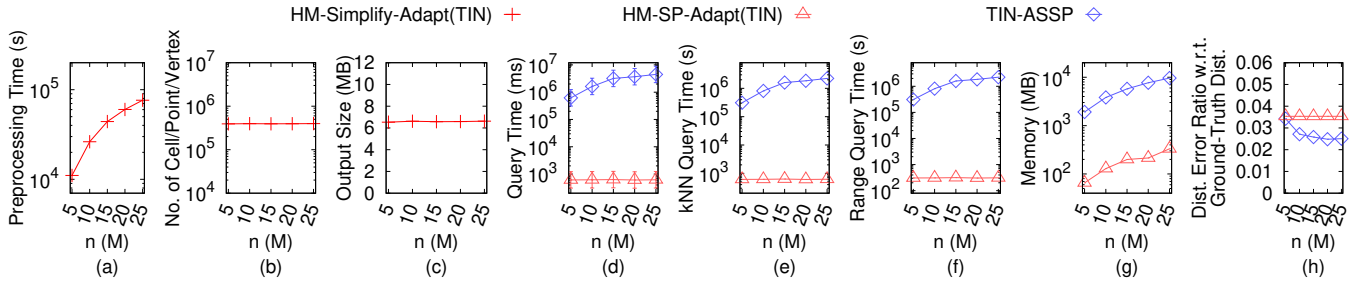 HM-Simplify-Adapt(TIN) HM-SP-Adapt(TIN) TIN-ASSP
Preprocessing Time (s)
10^5
10^4
5 10 15 20 25
n (M)
(a)
No. of Cell/Point/Vertex
10^7
10^6
10^5
10^4
5 10 15 20 25
n (M)
(b)
Output Size (MB)
12
10
8
6
4
2
0
5 10 15 20 25
n (M)
(c)
Query Time (ms)
10^7
10^6
10^5
10^4
10^3
5 10 15 20 25
n (M)
(d)
kNN Query Time (s)
10^6
10^5
10^4
10^3
5 10 15 20 25
n (M)
(e)
Range Query Time (s)
10^6
10^5
10^4
10^3
10^2
5 10 15 20 25
n (M)
(f)
Memory (MB)
10^4
10^3
10^2
5 10 15 20 25
n (M)
(g)
Dist. Error Ratio w.r.t.
Ground-Truth Dist.
0.06
0.05
0.04
0.03
0.02
0.01
0
5 10 15 20 25
n (M)
(h)